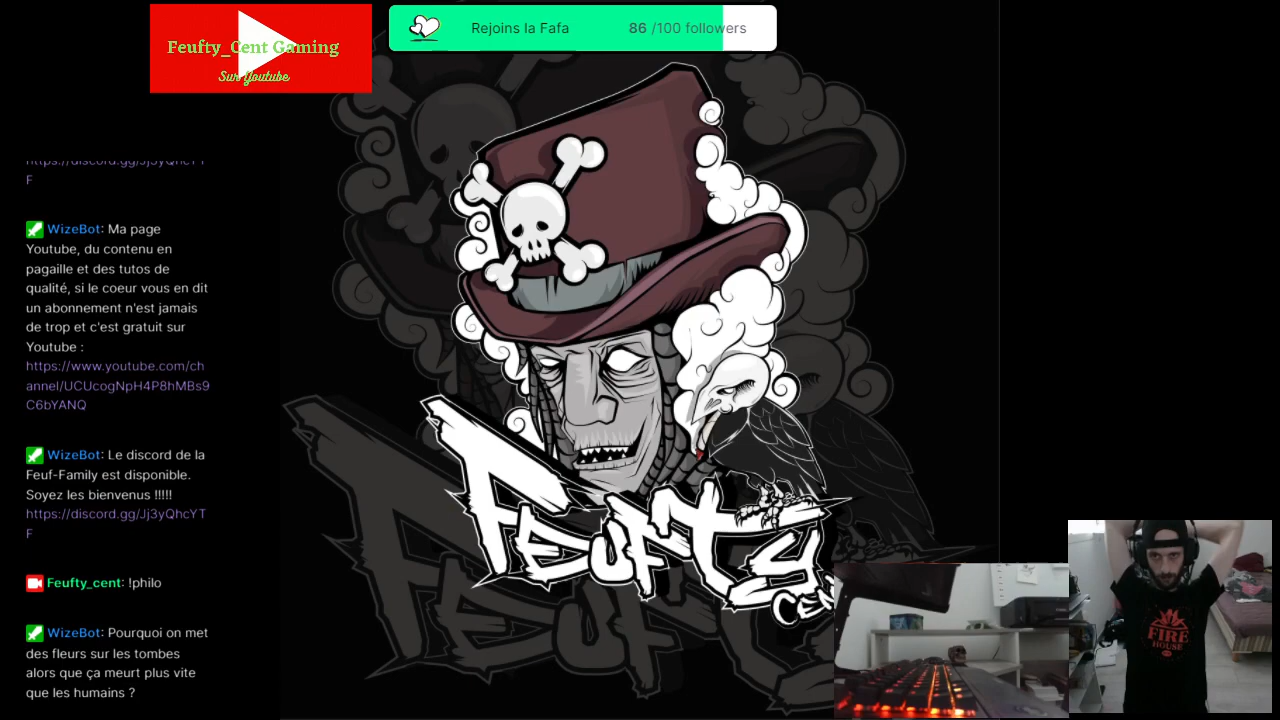 Feufty_Cent Gaming
Sur Youtube
Rejoins la Fafa 86 /100 followers
F
WizeBot: Ma page
Youtube, du contenu en
pagaille et des tutos de
qualité, si le coeur vous en dit
un abonnement n'est jamais
de trop et c'est gratuit sur
Youtube :
https://www.youtube.com/ch
annel/UCUcogNpH4P8hMBs9
C6bYANQ
WizeBot: Le discord de la
Feuf-Family est disponible.
Soyez les bienvenus !!!!!
https://discord.gg/Jj3yQhcYT
F
Feufty_cent: !philo
WizeBot: Pourquoi on met
des fleurs sur les tombes
alors que ça meurt plus vite
que les humains ?
FEUFTY
FIRE
HOUSE